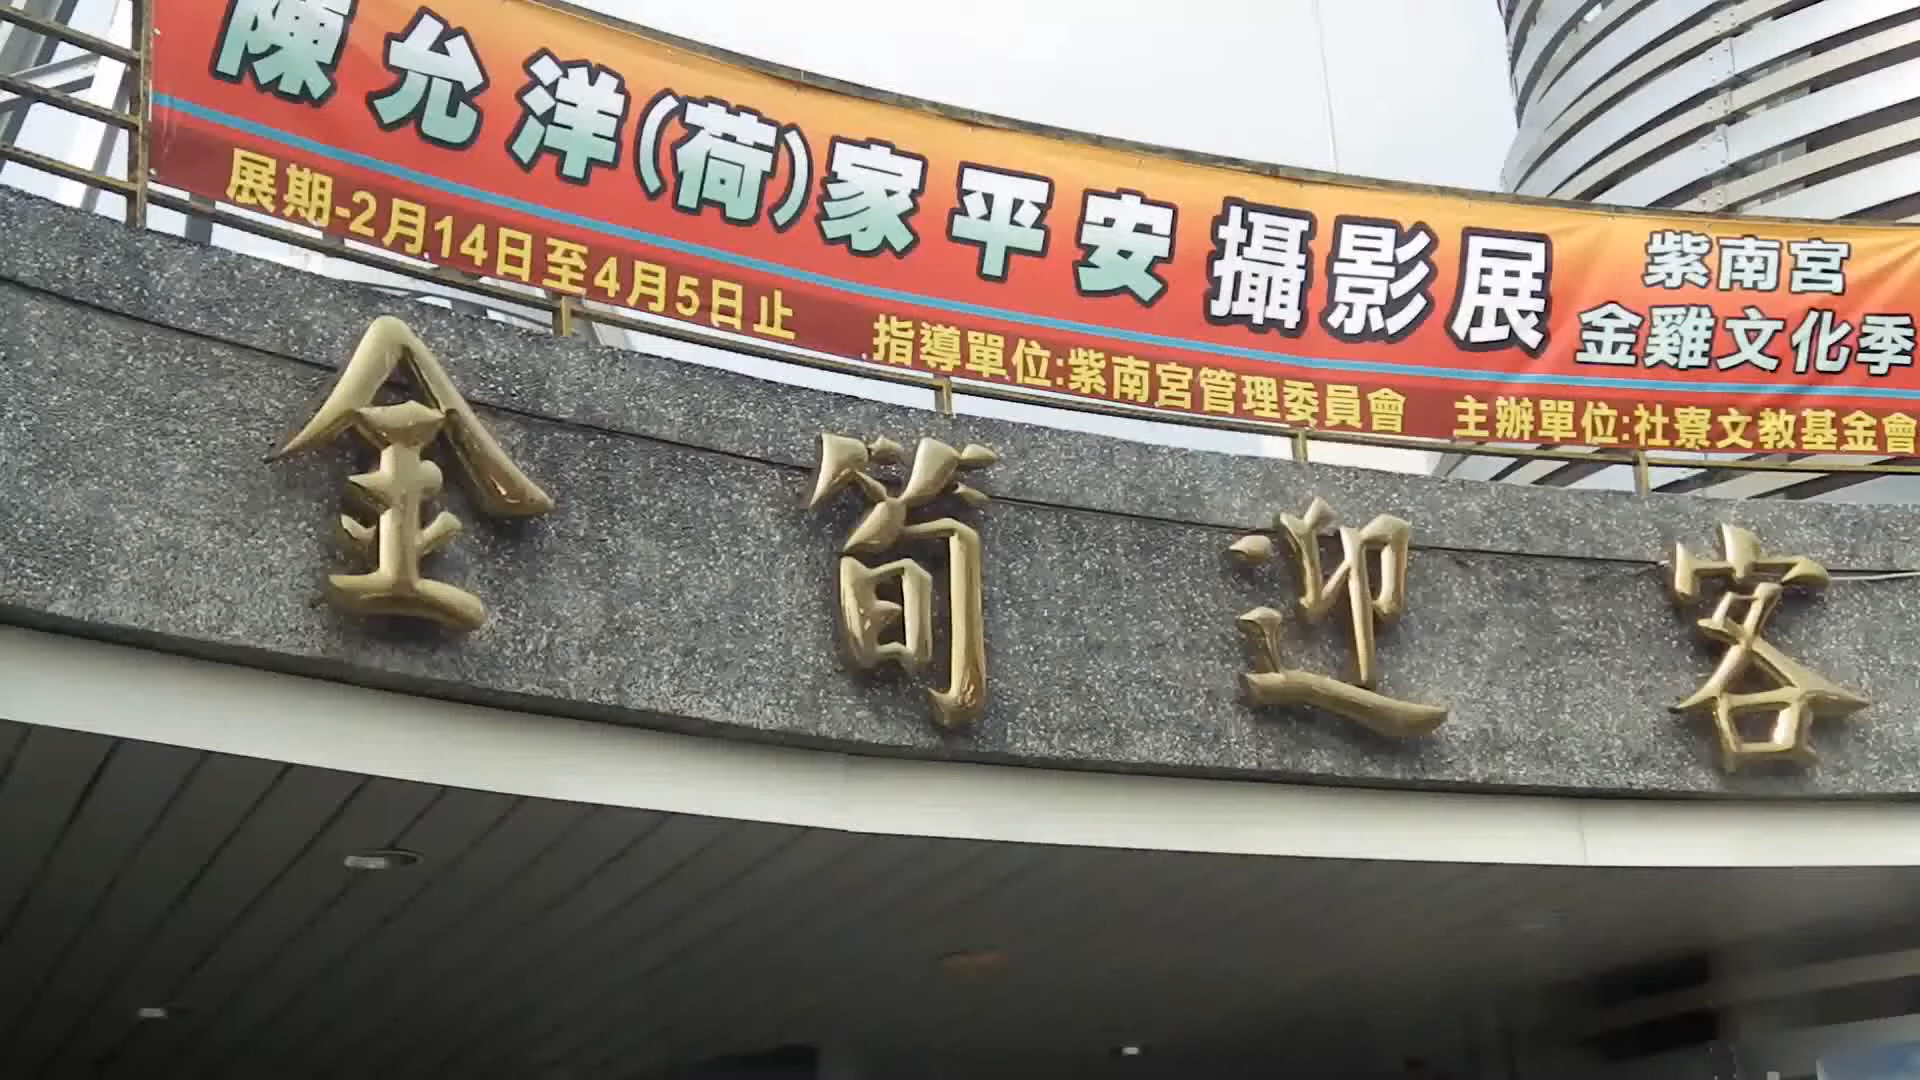 陳允洋(荷)家平安 攝影展
紫南宮
金雞文化季
展期-2月14日至4月5日止
指導單位:紫南宮管理委員會
主辦單位:社寮文教基金會
金筍迎客